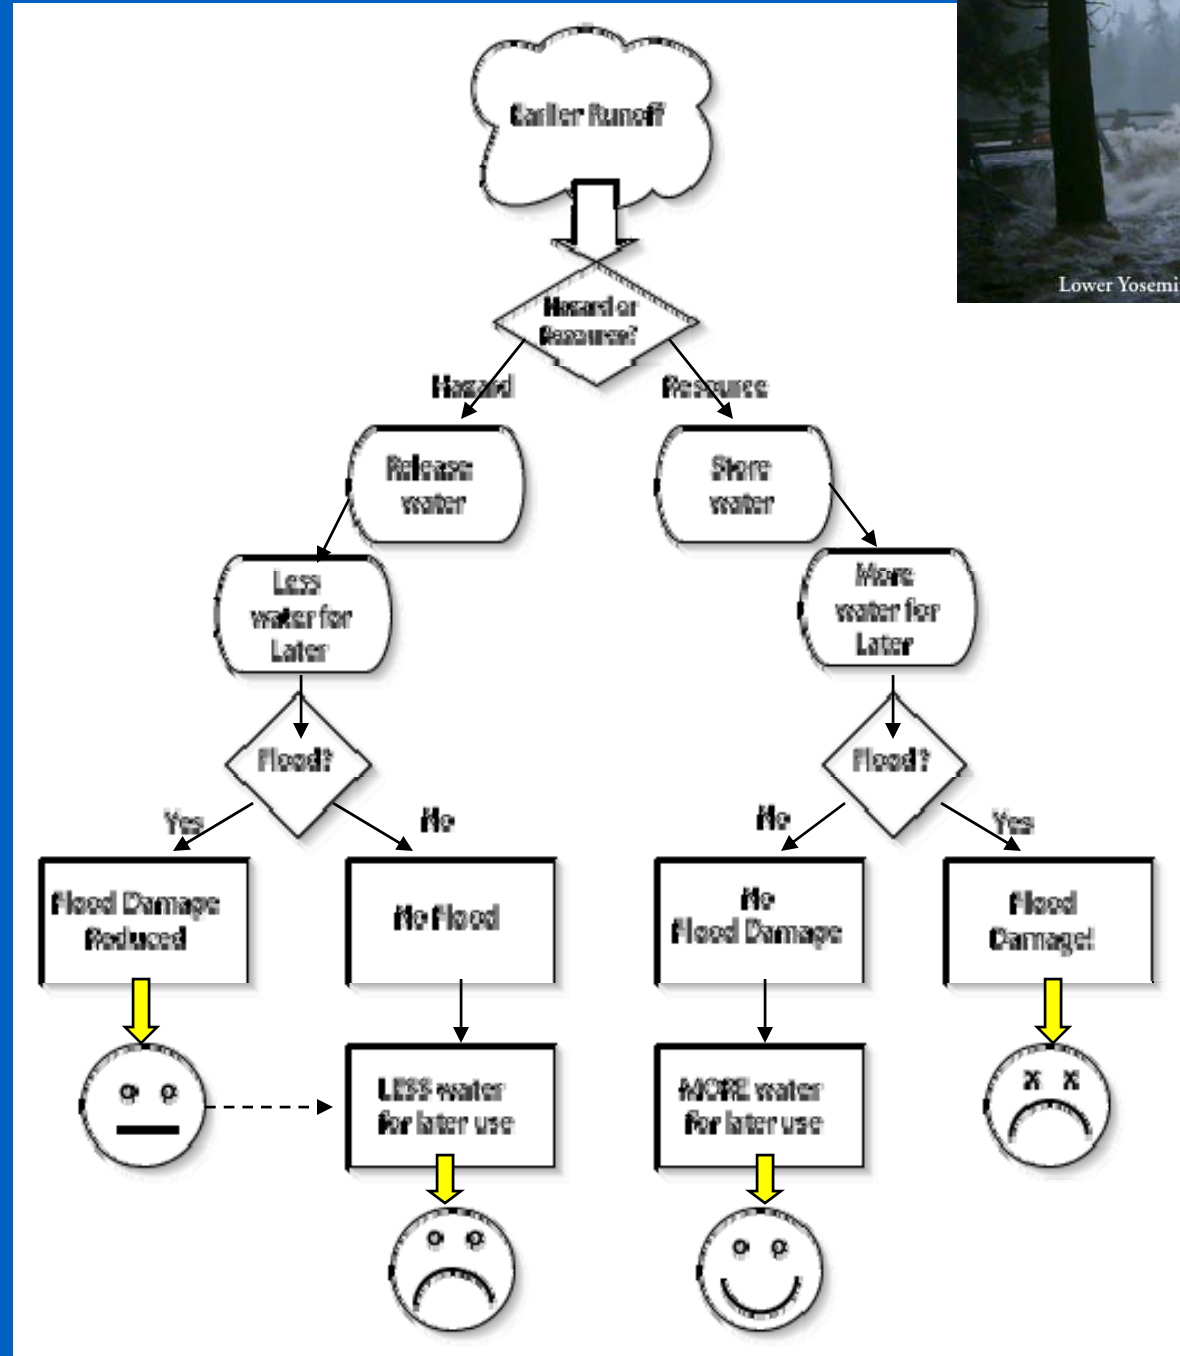 Earlier Runoff
Lower Yosemi
Hazard or
Resource?
Hazard
Resource
Release
water
Store
water
Less
water for
Later
More
water for
Later
Flood?
Flood?
Yes
No
No
Yes
Flood Damage
Reduced
No Flood
No
Flood Damage
Flood
Damage!
LESS water
for later use
MORE water
for later use